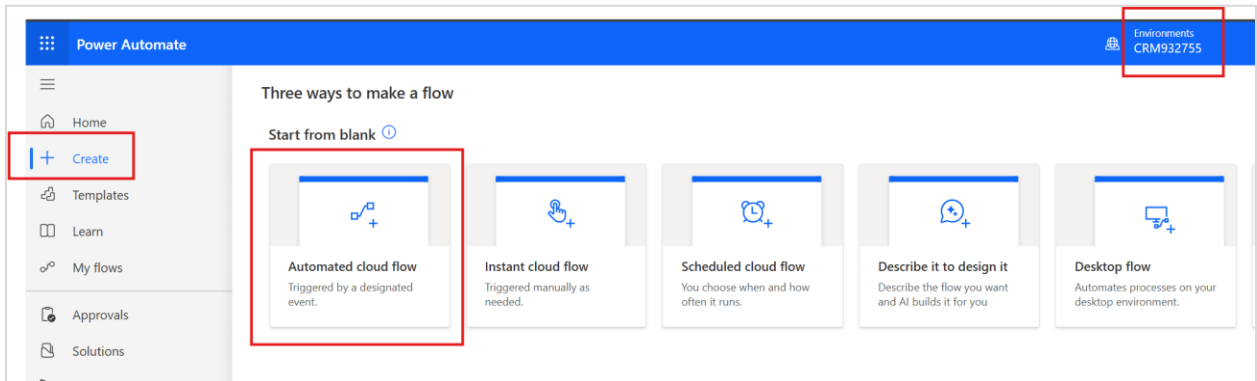 Power Automate
Environments
CRM932755
Home
Create
Templates
Learn
My flows
Approvals
Solutions
Three ways to make a flow
Start from blank
Automated cloud flow
Triggered by a designated
event.
Instant cloud flow
Triggered manually as
needed.
Scheduled cloud flow
You choose when and how
often it runs.
Describe it to design it
Describe the flow you want
and AI builds it for you
Desktop flow
Automates processes on your
desktop environment.